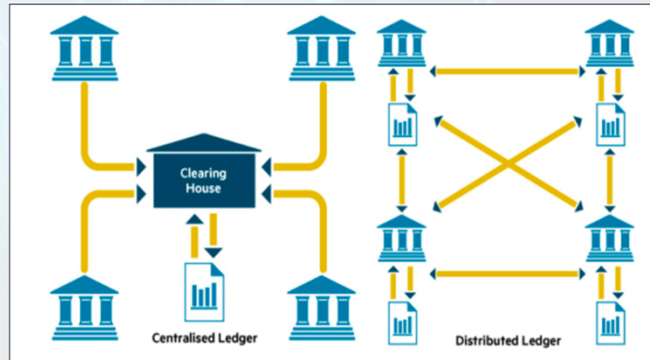 Clearing
House
Centralised Ledger
Distributed Ledger